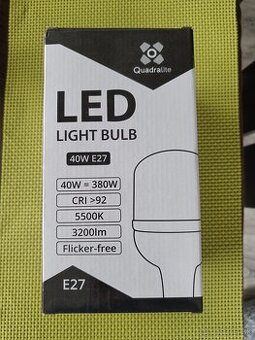 Quadralite
LED
LIGHT BULB
40W E27
40W = 380W
CRI >92
5500K
3200lm
Flicker-free
E27